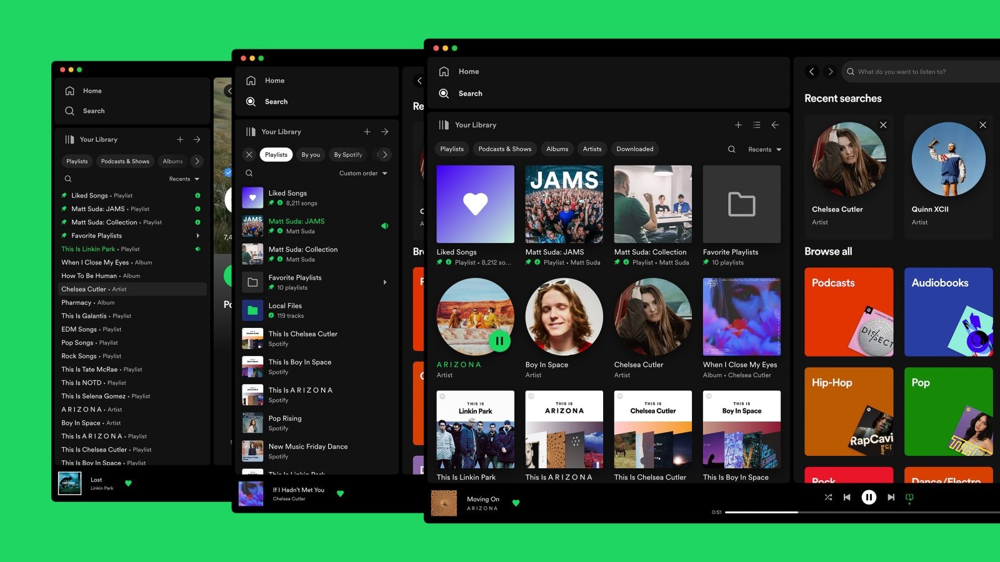 Home
Search
Your Library
Playlists
Podcasts & Shows
Albums
Recents
Liked Songs • Playlist
Matt Suda: JAMS • Playlist
Matt Suda: Collection • Playlist
Favorite Playlists
This Is Linkin Park • Playlist
When I Close My Eyes • Album
How To Be Human • Album
Chelsea Cutler • Artist
Pharmacy • Album
This Is Galantis • Playlist
EDM Songs • Playlist
Pop Songs • Playlist
Rock Songs • Playlist
This Is Tate McRae • Playlist
This Is NOTD • Playlist
This Is Selena Gomez • Playlist
A R I Z O N A • Artist
Boy In Space • Artist
This Is A R I Z O N A • Playlist
This Is Chelsea Cutler • Playlist
This Is Boy In Space • Playlist
Lost
Linkin Park
7,4
Po
Home
Search
Your Library
Playlists
By you
By Spotify
Custom order
Liked Songs
8,211 songs
JAMS
Matt Suda: JAMS
Matt Suda
Matt Suda: Collection
Matt Suda
Favorite Playlists
10 playlists
Local Files
119 tracks
This Is Chelsea Cutler
Spotify
This Is Boy In Space
Spotify
This Is A R I Z O N A
Spotify
Pop Rising
Spotify
New Music Friday Dance
Spotify
This Is Linkin Park
If I Hadn't Met You
Chelsea Cutler
Re
Br
Home
Search
Your Library
Playlists
Podcasts & Shows
Albums
Artists
Downloaded
Recents
JAMS
Liked Songs
Playlist • 8,212 so...
Matt Suda: JAMS
Playlist • Matt Suda
Matt Suda: Collection
Playlist • Matt Suda
Favorite Playlists
10 playlists
A R I Z O N A
Artist
Boy In Space
Artist
Chelsea Cutler
Artist
When I Close My Eyes
Album • Chelsea Cutler
THIS IS
Linkin Park
THIS IS
ARIZONA
THIS IS
Chelsea Cutler
THIS IS
Boy In Space
This Is Linkin Park
This Is A R I Z O N A
This Is Chelsea Cutler
This Is Boy In Space
Moving On
A R I Z O N A
0:51
What do you want to listen to?
Recent searches
Chelsea Cutler
Artist
Quinn XCII
Artist
Browse all
Podcasts
DISSECT
Audiobooks
Hip-Hop
RapCavi
Pop
Rock
Dance/Electro